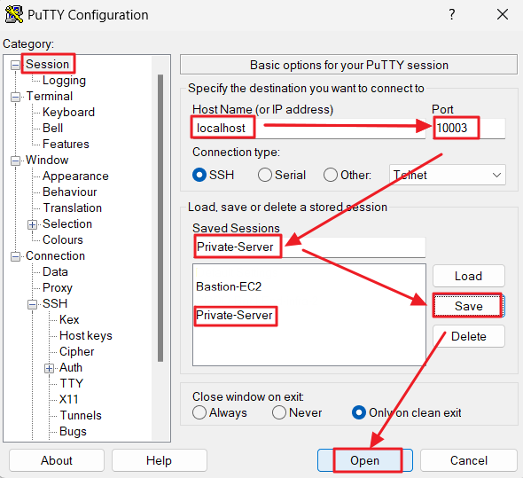 PuTTY Configuration
?
Category:
Session
Logging
Terminal
Keyboard
Bell
Features
Window
Appearance
Behaviour
Translation
Selection
Colours
Connection
Data
Proxy
SSH
Kex
Host keys
Cipher
Auth
TTY
X11
Tunnels
Bugs
Basic options for your PuTTY session
Specify the destination you want to connect to
Host Name (or IP address) Port
localhost 10003
Connection type:
SSH Serial Other: Telnet
Load, save or delete a stored session
Saved Sessions
Private-Server
Bastion-EC2
Private-Server
Load
Save
Delete
Close window on exit:
Always Never Only on clean exit
About Help Open Cancel